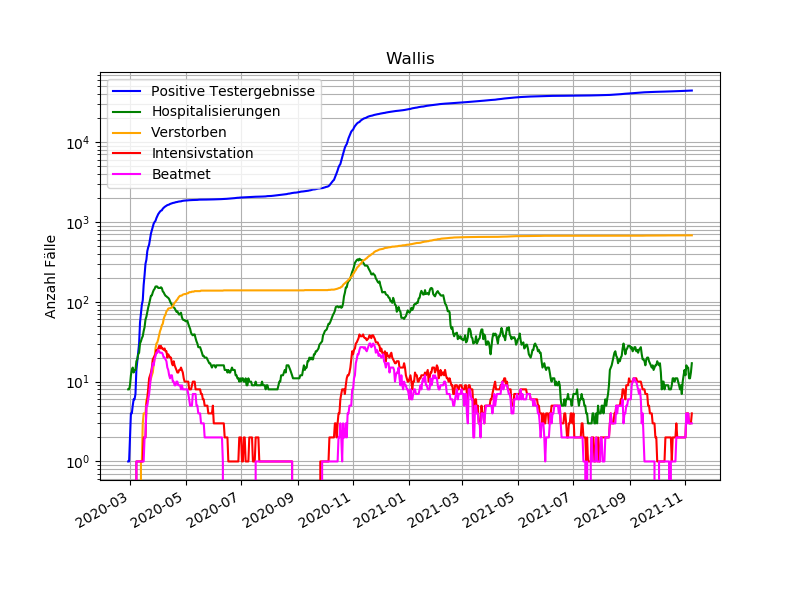 Wallis
Positive Testergebnisse
Hospitalisierungen
Verstorben
Intensivstation
Beatmet
Anzahl Fälle
10^4
10^3
10^2
10^1
10^0
2020-03 2020-05 2020-07 2020-09 2020-11 2021-01 2021-03 2021-05 2021-07 2021-09 2021-11